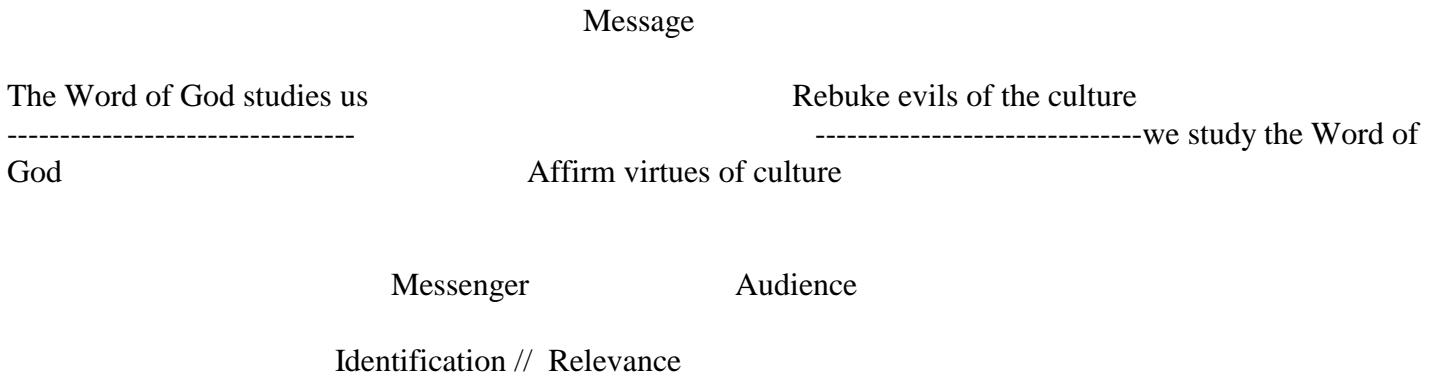 Message
The Word of God studies us Rebuke evils of the culture
--------------------------------- -------------------------------we study the Word of
God Affirm virtues of culture
Messenger Audience
Identification // Relevance